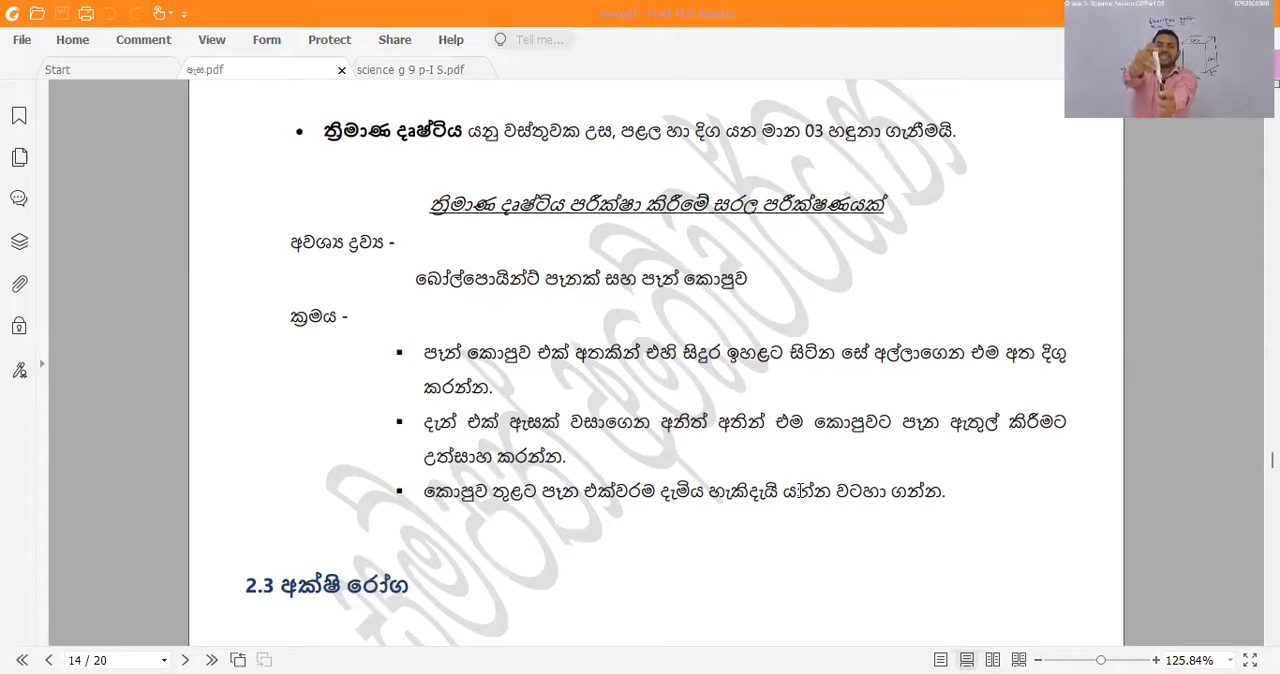 File Home Comment View Form Protect Share Help Tell me...
Start ඇස.pdf science g 9 p-I S.pdf
ත්‍රිමාණ දෘෂ්ටිය යනු වස්තුවක උස, පළල හා දිග යන මාන 03 හඳුනා ගැනීමයි.
ත්‍රිමාණ දෘෂ්ටිය පරීක්ෂා කිරීමේ සරල පරීක්ෂණයක්
අවශ්‍ය ද්‍රව්‍ය -
බෝල්පොයින්ට් පෑනක් සහ පෑන් කොපුව
ක්‍රමය -
පෑන් කොපුව එක් අතකින් එහි සිදුර ඉහළට සිටින සේ අල්ලාගෙන එම අත දිගු
කරන්න.
දැන් එක් ඇසක් වසාගෙන අනිත් අතින් එම කොපුවට පෑන ඇතුල් කිරීමට
උත්සාහ කරන්න.
කොපුව තුළට පෑන එක්වරම දැමිය හැකිදැයි යන්න වටහා ගන්න.
2.3 අක්ෂි රෝග
14 / 20
125.84%